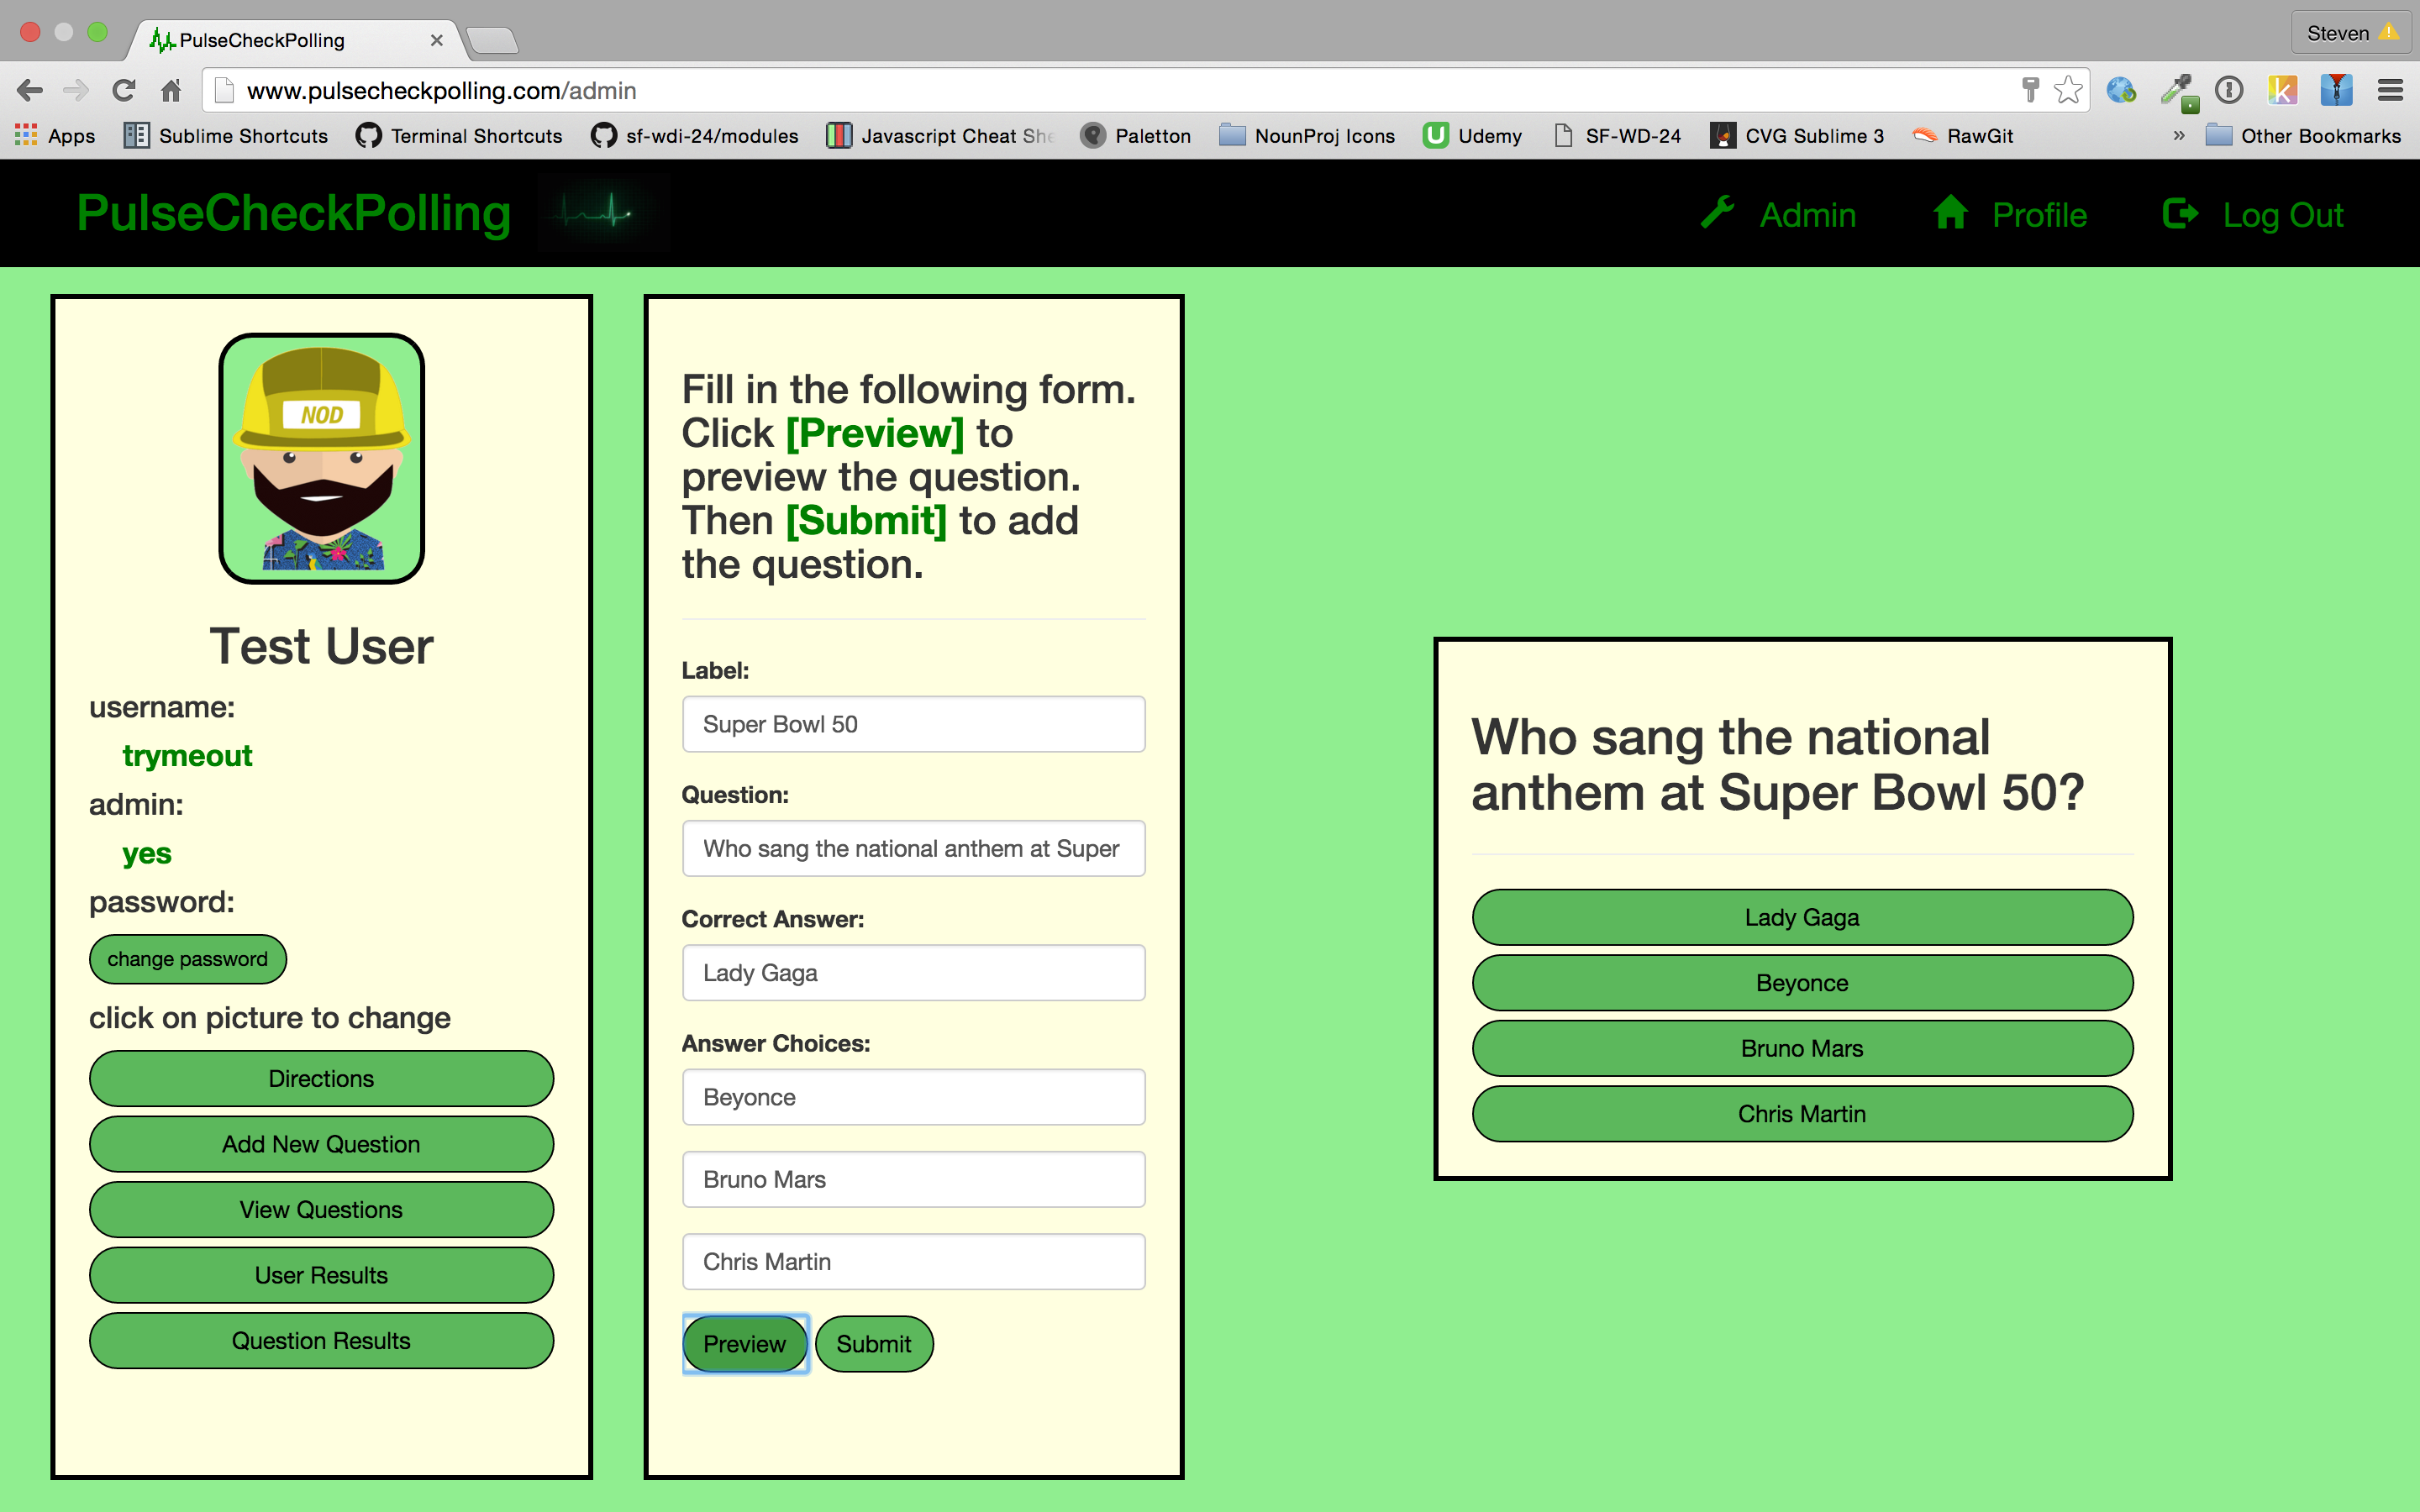 PulseCheckPolling
Steven
www.pulsecheckpolling.com/admin
Apps Sublime Shortcuts Terminal Shortcuts sf-wdi-24/modules Javascript Cheat She Paletton NounProj Icons Udemy SF-WD-24 CVG Sublime 3 RawGit » Other Bookmarks
PulseCheckPolling Admin Profile Log Out
NOD
Test User
username:
trymeout
admin:
yes
password:
change password
click on picture to change
Directions
Add New Question
View Questions
User Results
Question Results
Fill in the following form.
Click [Preview] to
preview the question.
Then [Submit] to add
the question.
Label:
Super Bowl 50
Question:
Who sang the national anthem at Super
Correct Answer:
Lady Gaga
Answer Choices:
Beyonce
Bruno Mars
Chris Martin
Preview Submit
Who sang the national
anthem at Super Bowl 50?
Lady Gaga
Beyonce
Bruno Mars
Chris Martin